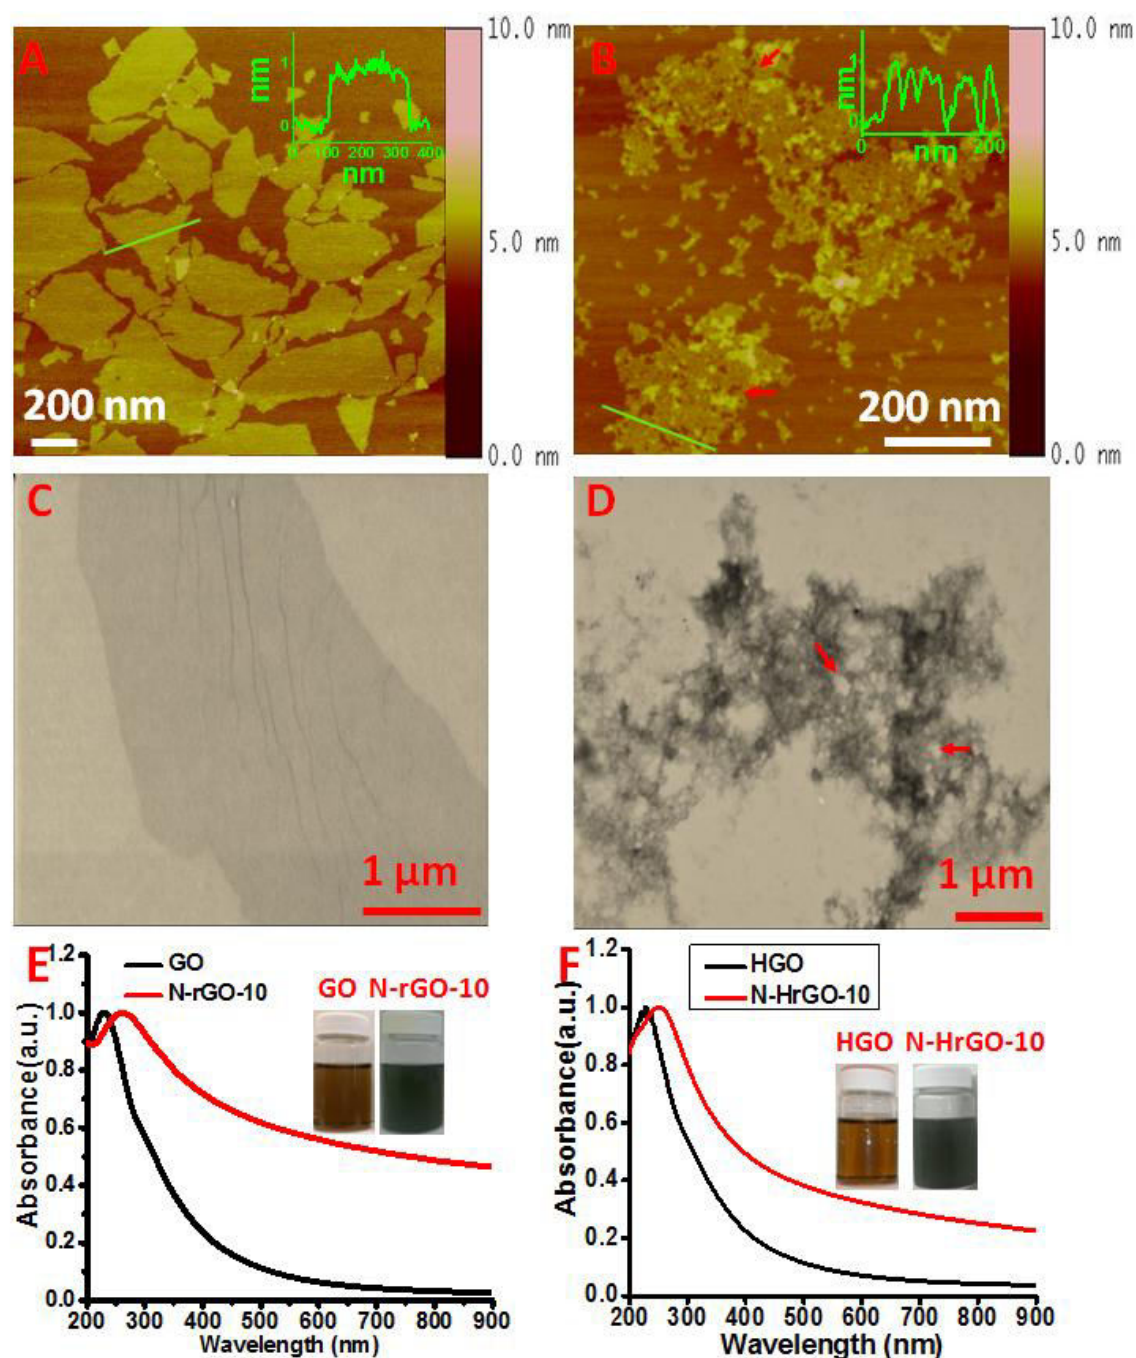 A
nm
1
0
0 100 200 300 400
nm
200 nm
10.0 nm
5.0 nm
0.0 nm
B
nm
1
0
0 200
nm
200 nm
10.0 nm
5.0 nm
0.0 nm
C
1 µm
D
1 µm
E
GO
N-rGO-10
GO N-rGO-10
Absorbance(a.u.)
1.2
1.0
0.8
0.6
0.4
0.2
0.0
200 300 400 500 600 700 800 900
Wavelength (nm)
F
HGO
N-HrGO-10
HGO N-HrGO-10
Absorbance(a.u.)
1.2
1.0
0.8
0.6
0.4
0.2
0.0
200 300 400 500 600 700 800 900
Wavelength (nm)